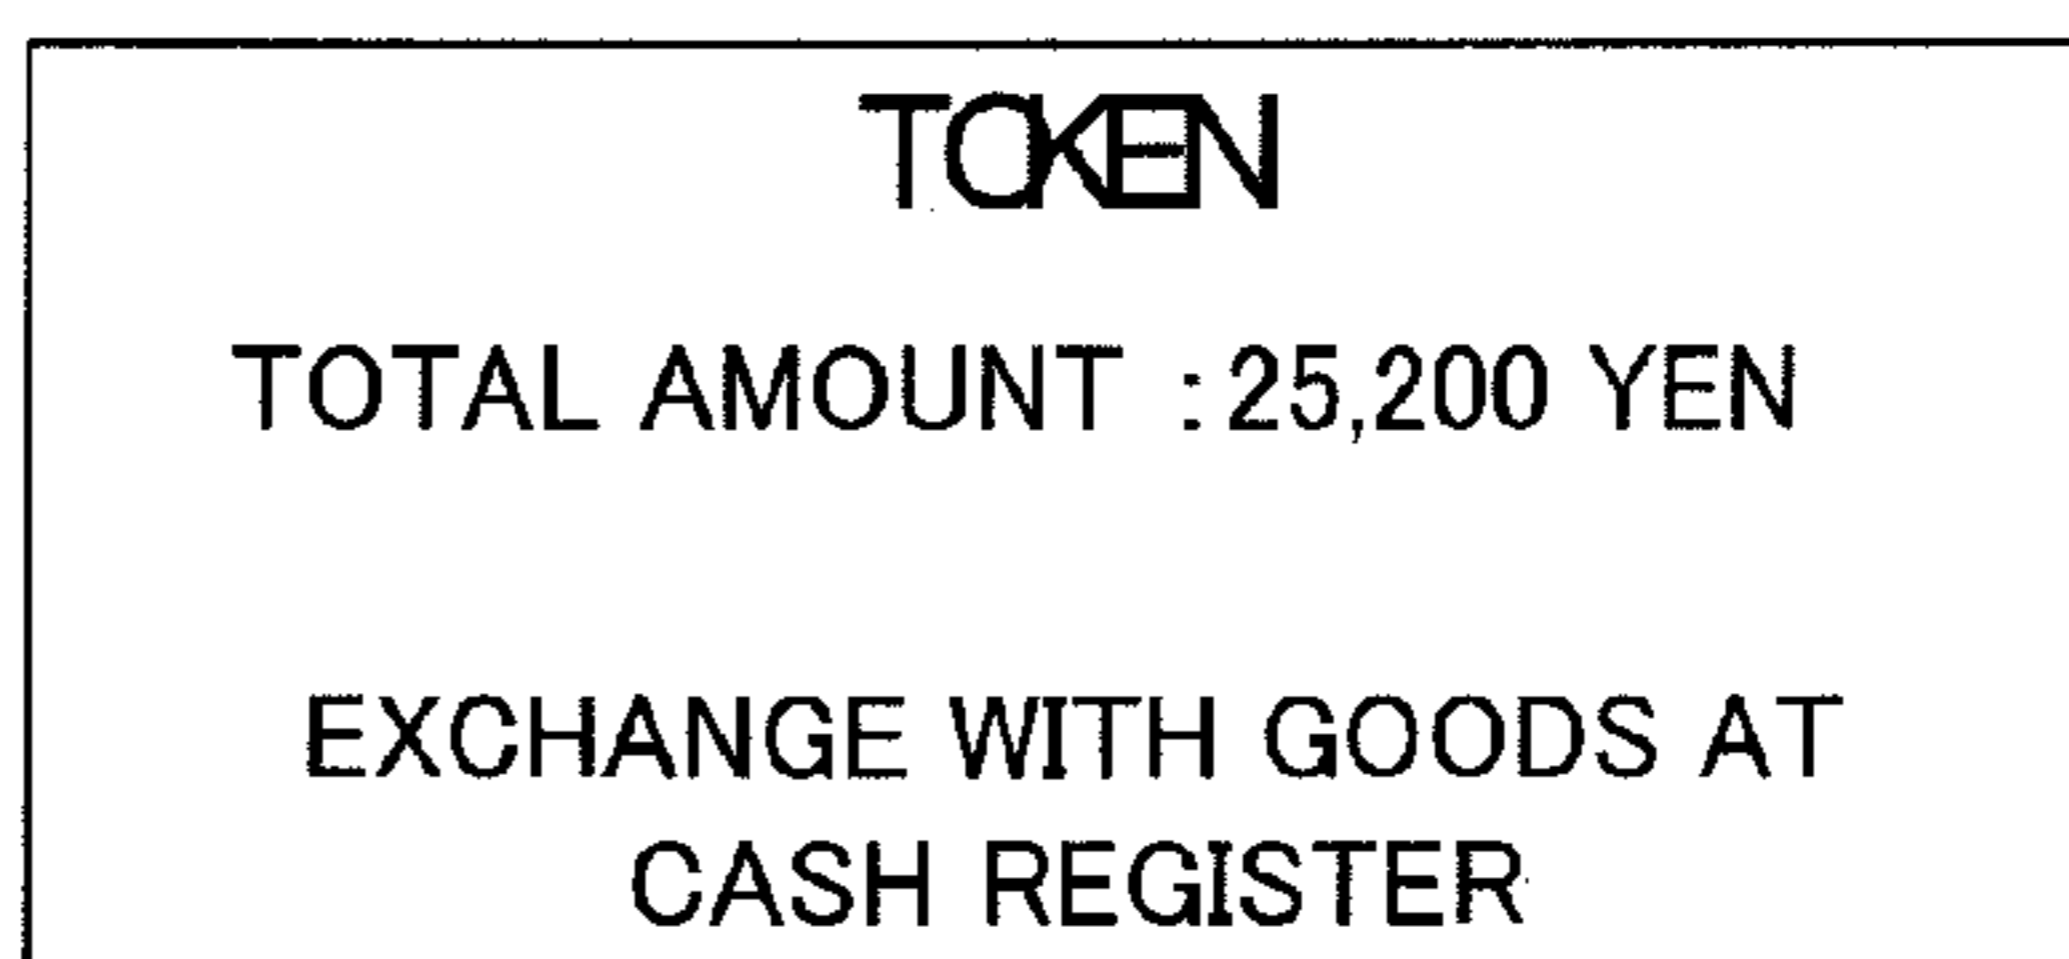 TOKEN
TOTAL AMOUNT :25,200 YEN
EXCHANGE WITH GOODS AT
CASH REGISTER